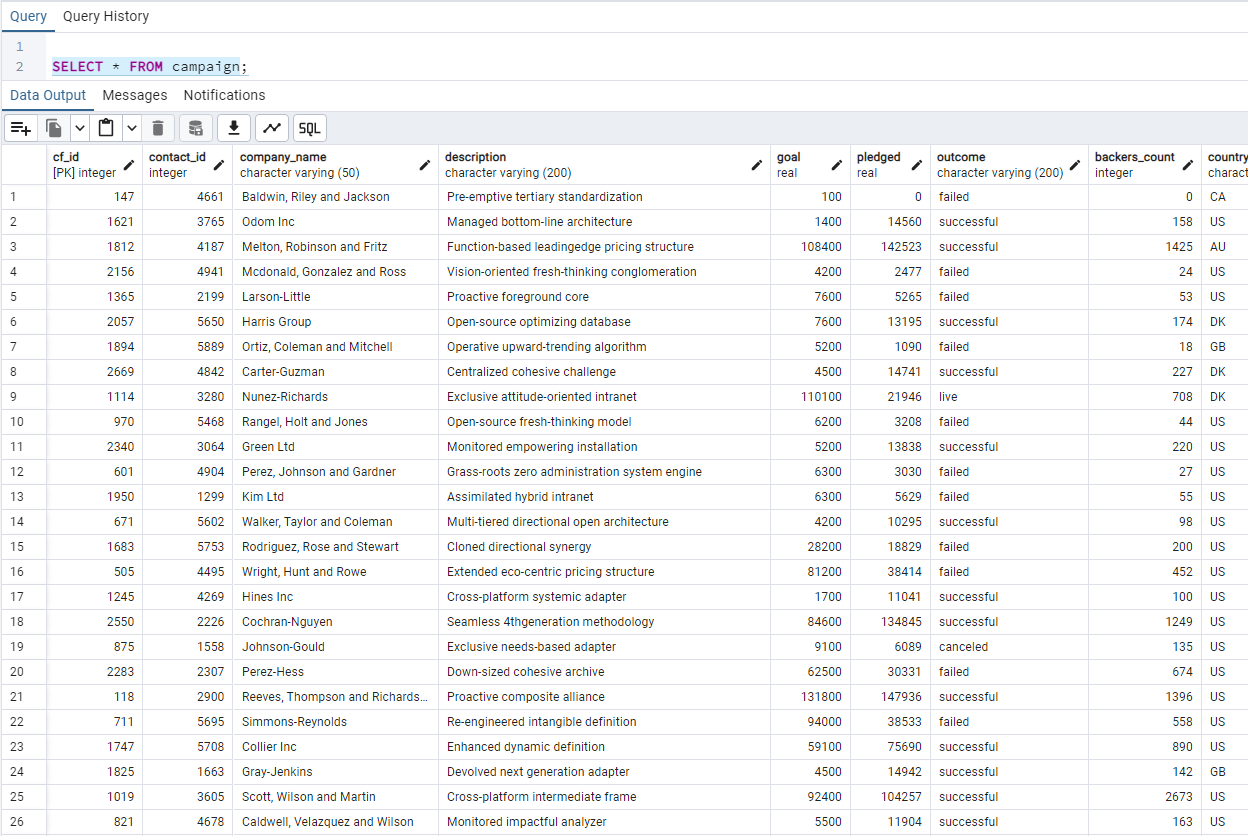 Query Query History
1
2 SELECT * FROM campaign;
Data Output Messages Notifications
SQL
cf_id contact_id company_name description goal pledged outcome backers_count country
[PK] integer integer character varying (50) character varying (200) real real character varying (200) integer charact
1 147 4661 Baldwin, Riley and Jackson Pre-emptive tertiary standardization 100 0 failed 0 CA
2 1621 3765 Odom Inc Managed bottom-line architecture 1400 14560 successful 158 US
3 1812 4187 Melton, Robinson and Fritz Function-based leadingedge pricing structure 108400 142523 successful 1425 AU
4 2156 4941 Mcdonald, Gonzalez and Ross Vision-oriented fresh-thinking conglomeration 4200 2477 failed 24 US
5 1365 2199 Larson-Little Proactive foreground core 7600 5265 failed 53 US
6 2057 5650 Harris Group Open-source optimizing database 7600 13195 successful 174 DK
7 1894 5889 Ortiz, Coleman and Mitchell Operative upward-trending algorithm 5200 1090 failed 18 GB
8 2669 4842 Carter-Guzman Centralized cohesive challenge 4500 14741 successful 227 DK
9 1114 3280 Nunez-Richards Exclusive attitude-oriented intranet 110100 21946 live 708 DK
10 970 5468 Rangel, Holt and Jones Open-source fresh-thinking model 6200 3208 failed 44 US
11 2340 3064 Green Ltd Monitored empowering installation 5200 13838 successful 220 US
12 601 4904 Perez, Johnson and Gardner Grass-roots zero administration system engine 6300 3030 failed 27 US
13 1950 1299 Kim Ltd Assimilated hybrid intranet 6300 5629 failed 55 US
14 671 5602 Walker, Taylor and Coleman Multi-tiered directional open architecture 4200 10295 successful 98 US
15 1683 5753 Rodriguez, Rose and Stewart Cloned directional synergy 28200 18829 failed 200 US
16 505 4495 Wright, Hunt and Rowe Extended eco-centric pricing structure 81200 38414 failed 452 US
17 1245 4269 Hines Inc Cross-platform systemic adapter 1700 11041 successful 100 US
18 2550 2226 Cochran-Nguyen Seamless 4thgeneration methodology 84600 134845 successful 1249 US
19 875 1558 Johnson-Gould Exclusive needs-based adapter 9100 6089 canceled 135 US
20 2283 2307 Perez-Hess Down-sized cohesive archive 62500 30331 failed 674 US
21 118 2900 Reeves, Thompson and Richards... Proactive composite alliance 131800 147936 successful 1396 US
22 711 5695 Simmons-Reynolds Re-engineered intangible definition 94000 38533 failed 558 US
23 1747 5708 Collier Inc Enhanced dynamic definition 59100 75690 successful 890 US
24 1825 1663 Gray-Jenkins Devolved next generation adapter 4500 14942 successful 142 GB
25 1019 3605 Scott, Wilson and Martin Cross-platform intermediate frame 92400 104257 successful 2673 US
26 821 4678 Caldwell, Velazquez and Wilson Monitored impactful analyzer 5500 11904 successful 163 US